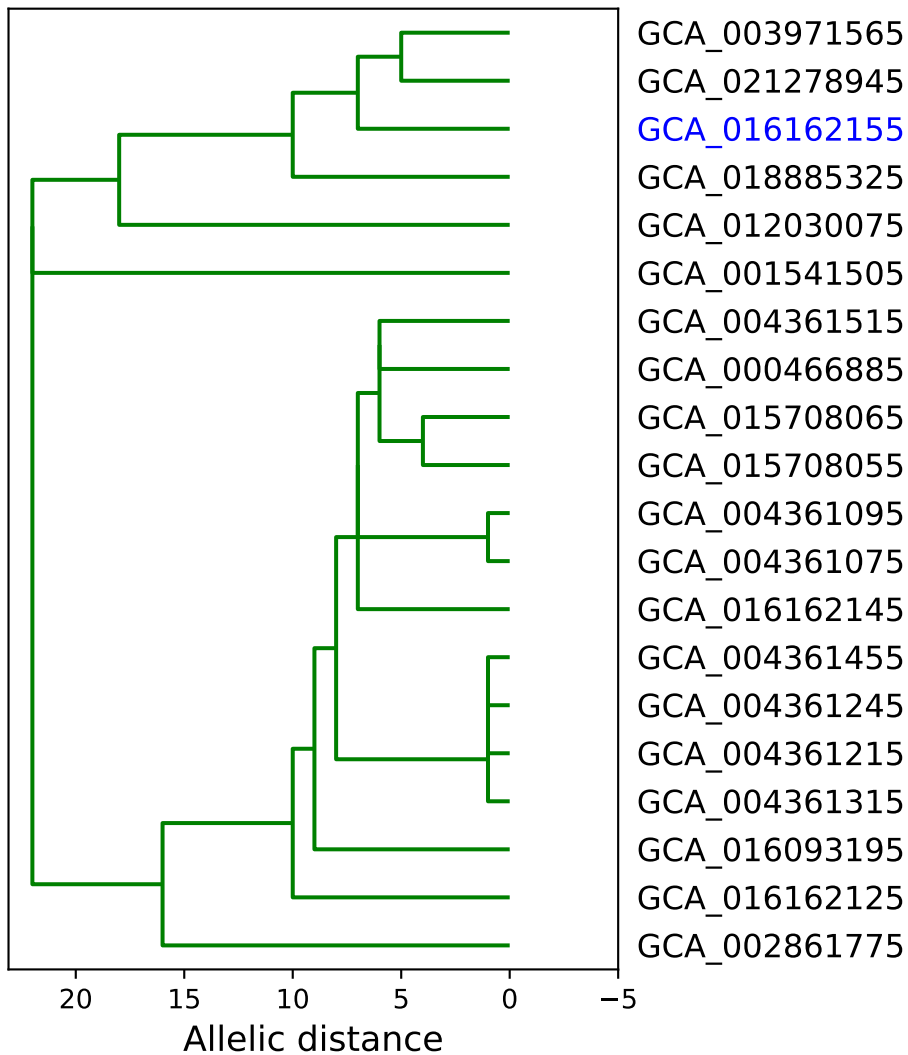 GCA_003971565
GCA_021278945
GCA_016162155
GCA_018885325
GCA_012030075
GCA_001541505
GCA_004361515
GCA_000466885
GCA_015708065
GCA_015708055
GCA_004361095
GCA_004361075
GCA_016162145
GCA_004361455
GCA_004361245
GCA_004361215
GCA_004361315
GCA_016093195
GCA_016162125
GCA_002861775
20 15 10 5 0 −5
Allelic distance